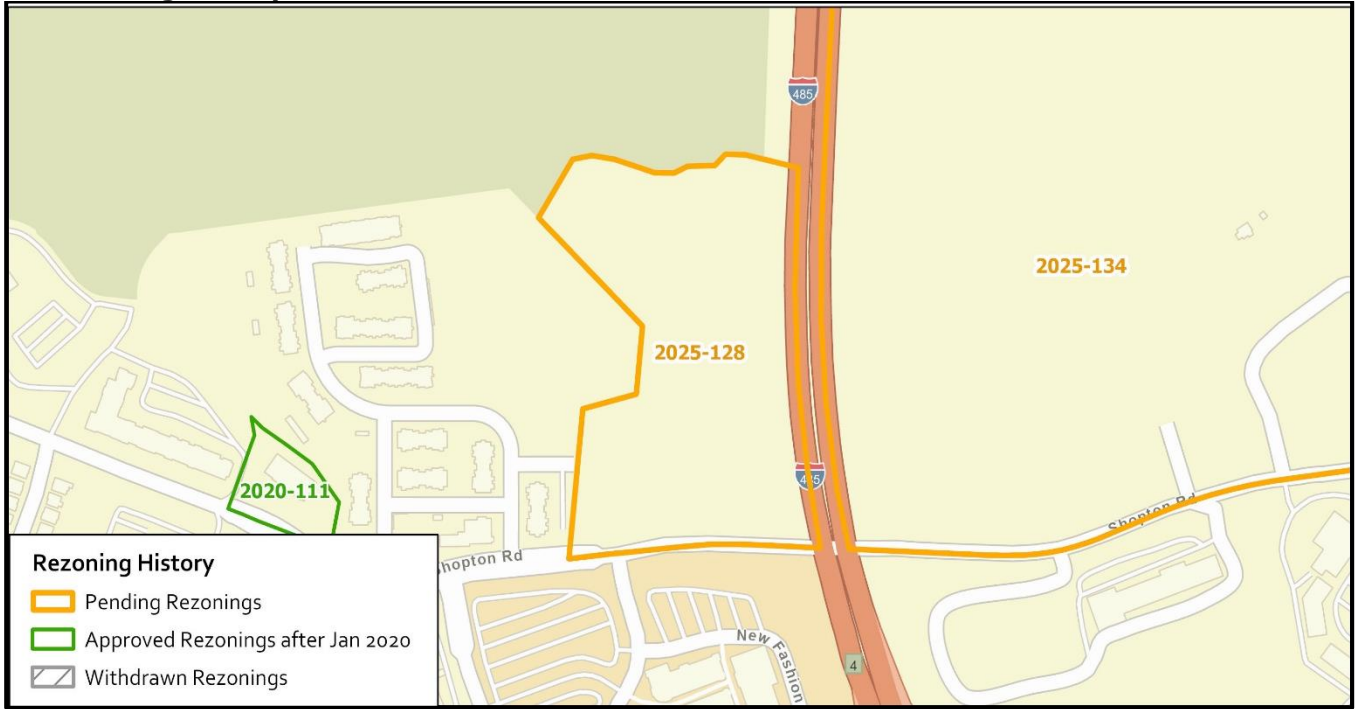 485
2025-134
2025-128
2020-111
Shopton Rd
Shopton Rd
New Fashion
4
Rezoning History
Pending Rezonings
Approved Rezonings after Jan 2020
Withdrawn Rezonings